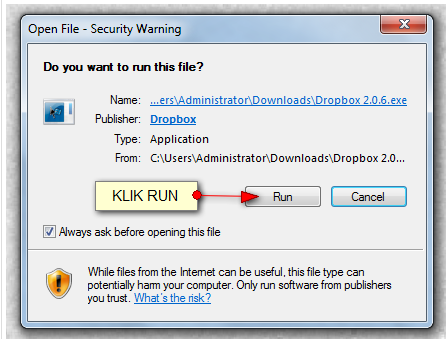 Open File - Security Warning
Do you want to run this file?
Name: ...ers\Administrator\Downloads\Dropbox 2.0.6.exe
Publisher: Dropbox
Type: Application
From: C:\Users\Administrator\Downloads\Dropbox 2.0...
KLIK RUN
Run
Cancel
Always ask before opening this file
While files from the Internet can be useful, this file type can
potentially harm your computer. Only run software from publishers
you trust. What's the risk?